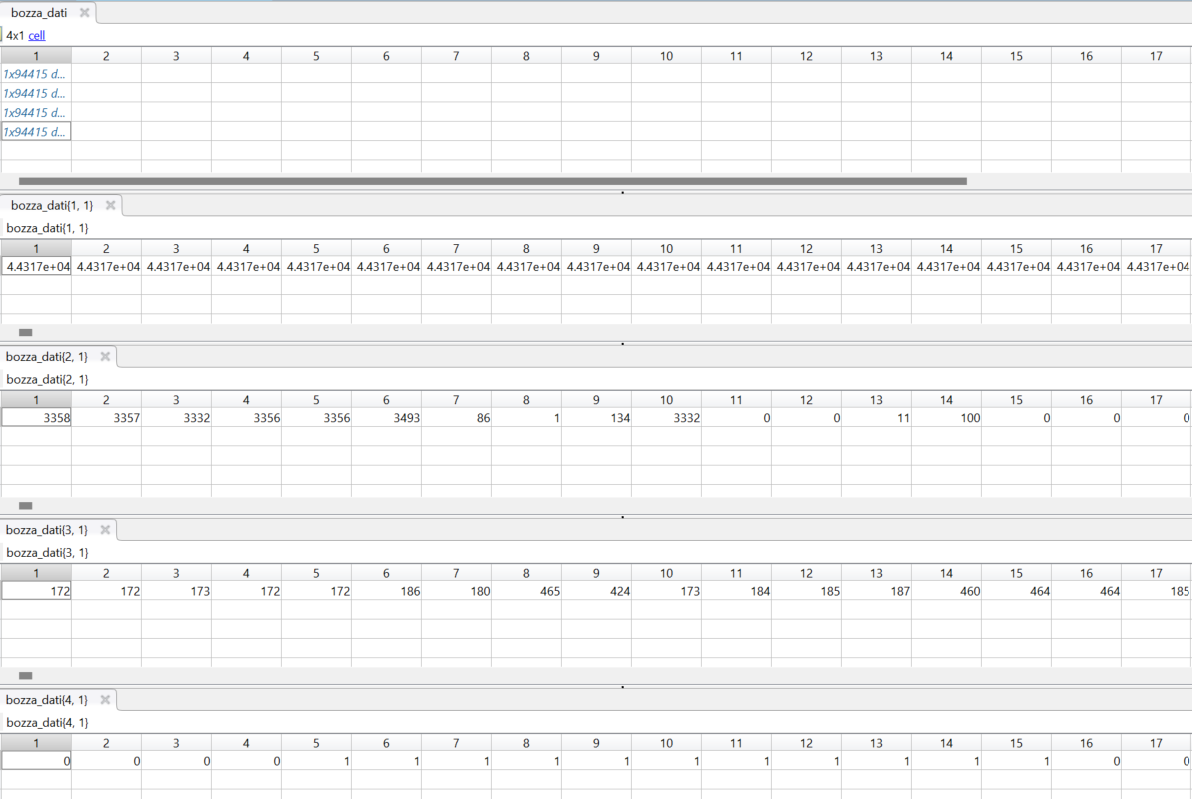 bozza_dati
4x1 cell
1 2 3 4 5 6 7 8 9 10 11 12 13 14 15 16 17
1x94415 d...
1x94415 d...
1x94415 d...
1x94415 d...
bozza_dati{1, 1}
bozza_dati{1, 1}
1 2 3 4 5 6 7 8 9 10 11 12 13 14 15 16 17
4.4317e+04 4.4317e+04 4.4317e+04 4.4317e+04 4.4317e+04 4.4317e+04 4.4317e+04 4.4317e+04 4.4317e+04 4.4317e+04 4.4317e+04 4.4317e+04 4.4317e+04 4.4317e+04 4.4317e+04 4.4317e+04 4.4317e+04
bozza_dati{2, 1}
bozza_dati{2, 1}
1 2 3 4 5 6 7 8 9 10 11 12 13 14 15 16 17
3358 3357 3332 3356 3356 3493 86 1 134 3332 0 0 11 100 0 0 0
bozza_dati{3, 1}
bozza_dati{3, 1}
1 2 3 4 5 6 7 8 9 10 11 12 13 14 15 16 17
172 172 173 172 172 186 180 465 424 173 184 185 187 460 464 464 185
bozza_dati{4, 1}
bozza_dati{4, 1}
1 2 3 4 5 6 7 8 9 10 11 12 13 14 15 16 17
0 0 0 0 1 1 1 1 1 1 1 1 1 1 1 0 0